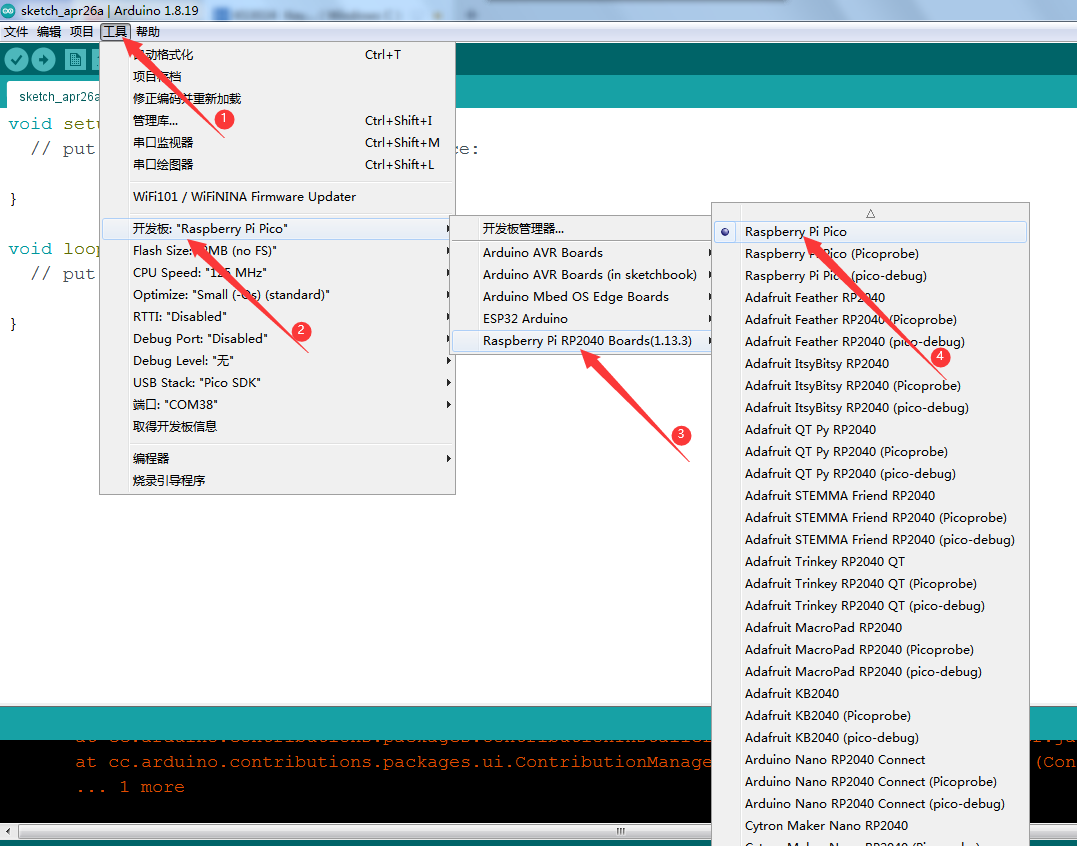 sketch_apr26a | Arduino 1.8.19
文件 编辑 项目 工具 帮助
sketch_apr26a
void
// put
ce:
}
void
// put
}
动格式化 Ctrl+T
项目存档
修正编码并重新加载
管理库... Ctrl+Shift+I
串口监视器 Ctrl+Shift+M
串口绘图器 Ctrl+Shift+L
WiFi101 / WiFiNINA Firmware Updater
开发板: "Raspberry Pi Pico"
Flash Size: "2MB (no FS)"
CPU Speed: "125 MHz"
Optimize: "Small (-Os) (standard)"
RTTI: "Disabled"
Debug Port: "Disabled"
Debug Level: "无"
USB Stack: "Pico SDK"
端口: "COM38"
取得开发板信息
编程器
烧录引导程序
1
2
开发板管理器...
Arduino AVR Boards
Arduino AVR Boards (in sketchbook)
Arduino Mbed OS Edge Boards
ESP32 Arduino
Raspberry Pi RP2040 Boards(1.13.3)
3
Raspberry Pi Pico
Raspberry Pi Pico (Picoprobe)
Raspberry Pi Pico (pico-debug)
Adafruit Feather RP2040
Adafruit Feather RP2040 (Picoprobe)
Adafruit Feather RP2040 (pico-debug)
Adafruit ItsyBitsy RP2040
Adafruit ItsyBitsy RP2040 (Picoprobe)
Adafruit ItsyBitsy RP2040 (pico-debug)
Adafruit QT Py RP2040
Adafruit QT Py RP2040 (Picoprobe)
Adafruit QT Py RP2040 (pico-debug)
Adafruit STEMMA Friend RP2040
Adafruit STEMMA Friend RP2040 (Picoprobe)
Adafruit STEMMA Friend RP2040 (pico-debug)
Adafruit Trinkey RP2040 QT
Adafruit Trinkey RP2040 QT (Picoprobe)
Adafruit Trinkey RP2040 QT (pico-debug)
Adafruit MacroPad RP2040
Adafruit MacroPad RP2040 (Picoprobe)
Adafruit MacroPad RP2040 (pico-debug)
Adafruit KB2040
Adafruit KB2040 (Picoprobe)
Adafruit KB2040 (pico-debug)
Arduino Nano RP2040 Connect
Arduino Nano RP2040 Connect (Picoprobe)
Arduino Nano RP2040 Connect (pico-debug)
Cytron Maker Nano RP2040
4
at cc.arduino.contributions.packages.ui.ContributionManage (Con
... 1 more